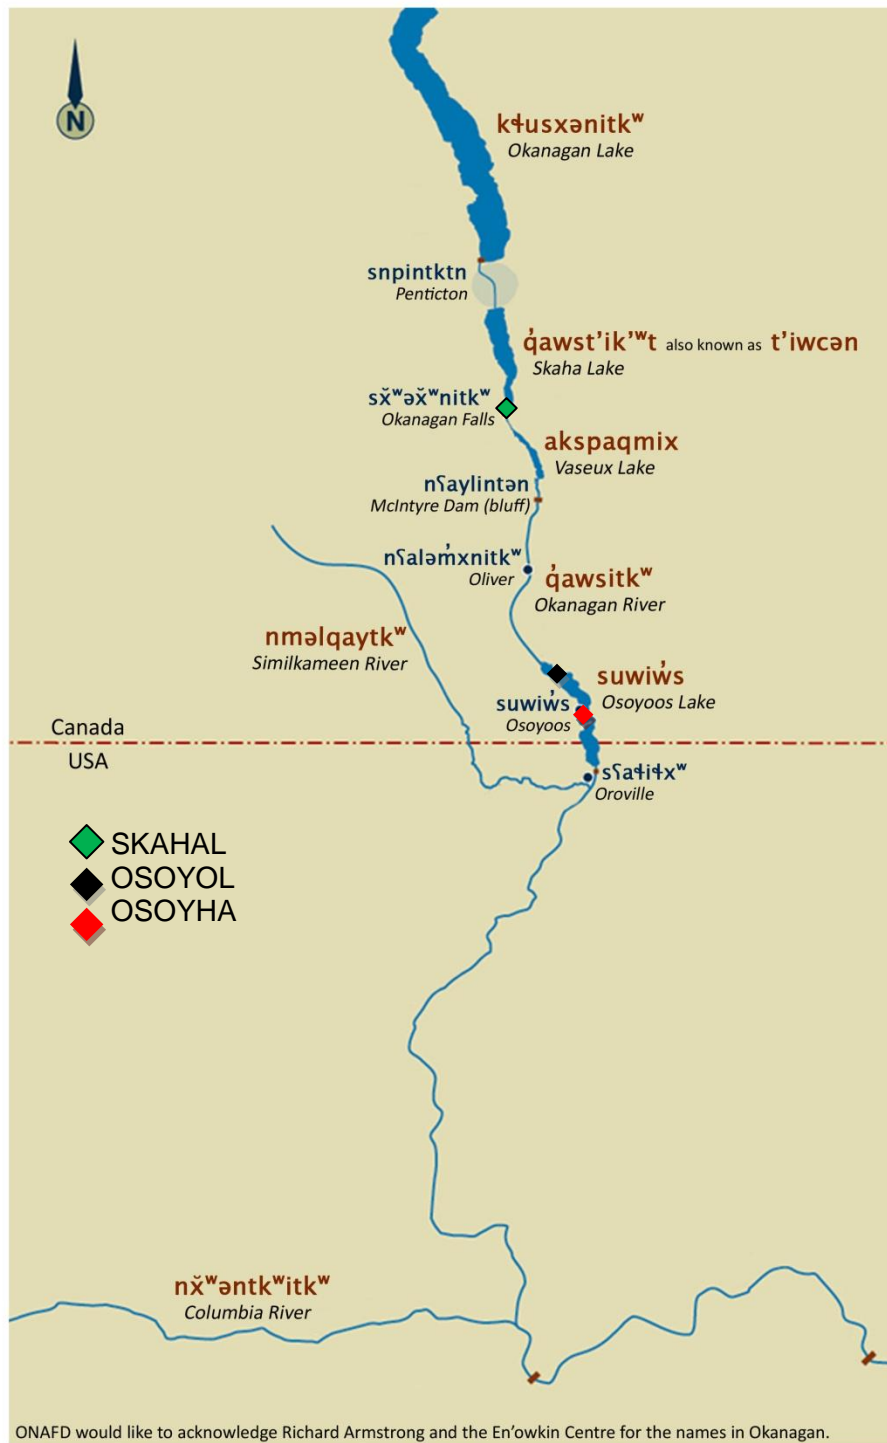 N
kɬusxənitkʷ
Okanagan Lake
snpintktn
Penticton
q̓awst’ik’ʷt also known as t’iwcən
Skaha Lake
sx̌ʷəx̌ʷnitkʷ
Okanagan Falls
akspaqmix
Vaseux Lake
nʕaylintən
McIntyre Dam (bluff)
nʕaləm̓xnitkʷ
Oliver
q̓awsitkʷ
Okanagan River
nməlqaytkʷ
Similkameen River
suwiw̓s
Osoyoos Lake
suwiw̓s
Osoyoos
Canada
USA
sʕaɬiɬxʷ
Oroville
SKAHAL
OSOYOL
OSOYHA
nx̌ʷəntkʷitkʷ
Columbia River
ONAFD would like to acknowledge Richard Armstrong and the En’owkin Centre for the names in Okanagan.